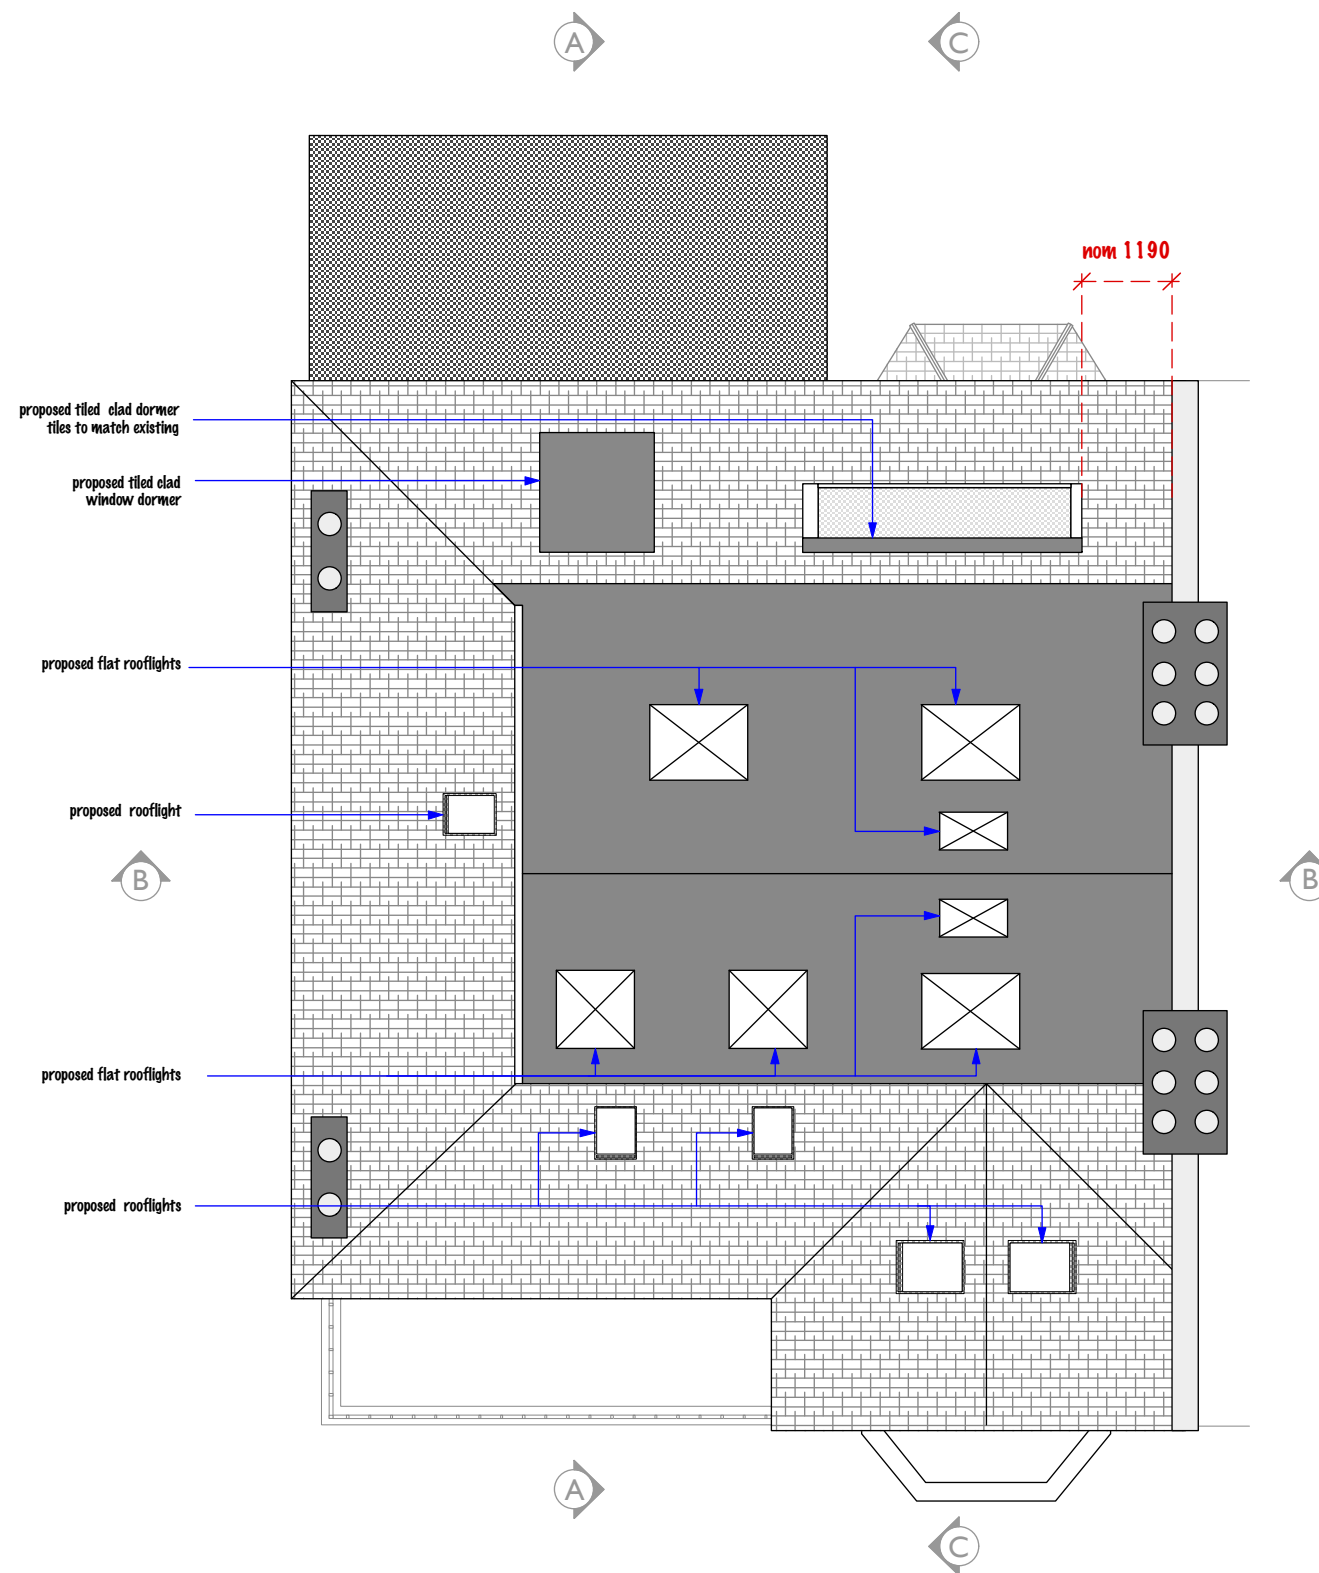 A
C
nom 1190
proposed tiled clad dormer
tiles to match existing
proposed tiled clad
window dormer
proposed flat rooflights
proposed rooflight
B
B
proposed flat rooflights
proposed rooflights
A
C